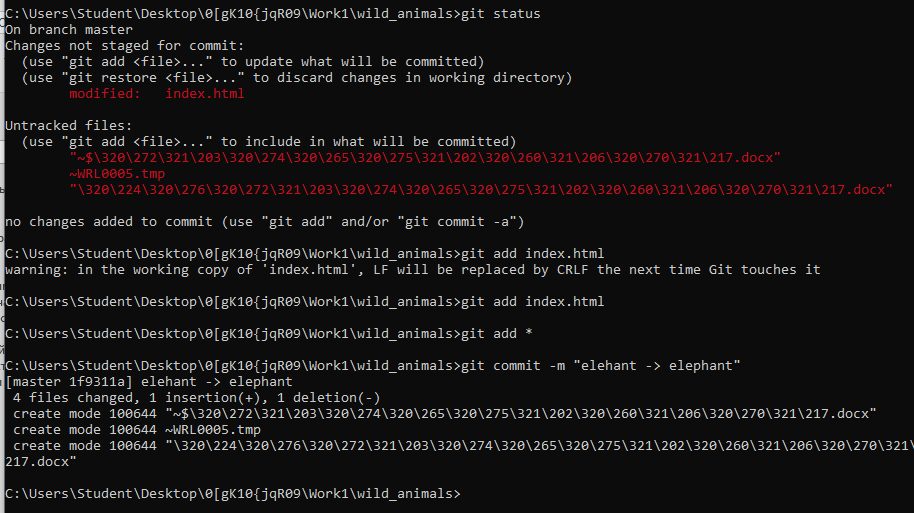 C:\Users\Student\Desktop\0[gK10{jqR09\Work1\wild_animals>git status
On branch master
Changes not staged for commit:
  (use "git add <file>..." to update what will be committed)
  (use "git restore <file>..." to discard changes in working directory)
        modified:   index.html

Untracked files:
  (use "git add <file>..." to include in what will be committed)
        "~$\320\272\321\203\320\274\320\265\320\275\321\202\320\260\321\206\320\270\321\217.docx"
        ~WRL0005.tmp
        "\320\224\320\276\320\272\321\203\320\274\320\265\320\275\321\202\320\260\321\206\320\270\321\217.docx"

no changes added to commit (use "git add" and/or "git commit -a")

C:\Users\Student\Desktop\0[gK10{jqR09\Work1\wild_animals>git add index.html
warning: in the working copy of 'index.html', LF will be replaced by CRLF the next time Git touches it

C:\Users\Student\Desktop\0[gK10{jqR09\Work1\wild_animals>git add index.html

C:\Users\Student\Desktop\0[gK10{jqR09\Work1\wild_animals>git add *

C:\Users\Student\Desktop\0[gK10{jqR09\Work1\wild_animals>git commit -m "elehant -> elephant"
[master 1f9311a] elehant -> elephant
 4 files changed, 1 insertion(+), 1 deletion(-)
 create mode 100644 "~$\320\272\321\203\320\274\320\265\320\275\321\202\320\260\321\206\320\270\321\217.docx"
 create mode 100644 ~WRL0005.tmp
 create mode 100644 "\320\224\320\276\320\272\321\203\320\274\320\265\320\275\321\202\320\260\321\206\320\270\321\
217.docx"

C:\Users\Student\Desktop\0[gK10{jqR09\Work1\wild_animals>